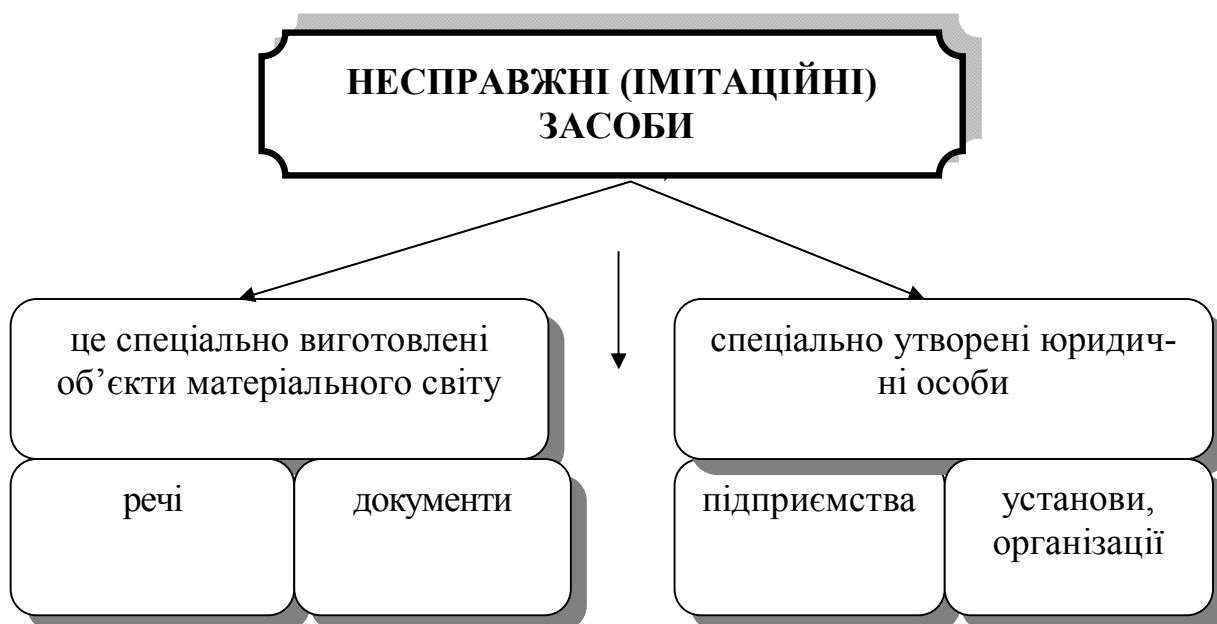 НЕСПРАВЖНІ (ІМІТАЦІЙНІ)
ЗАСОБИ
це спеціально виготовлені
об’єкти матеріального світу
спеціально утворені юридич-
ні особи
речі
документи
підприємства
установи,
організації